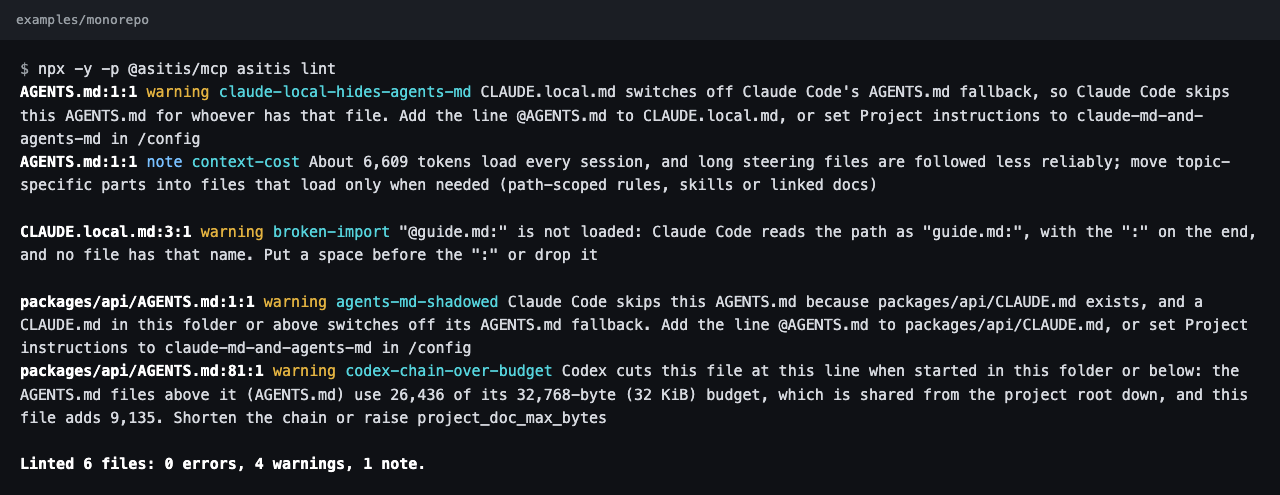 examples/monorepo
$ npx -y -p @asitis/mcp asitis lint
AGENTS.md:1:1 warning claude-local-hides-agents-md CLAUDE.local.md switches off Claude Code's AGENTS.md fallback, so Claude Code skips
this AGENTS.md for whoever has that file. Add the line @AGENTS.md to CLAUDE.local.md, or set Project instructions to claude-md-and-
agents-md in /config
AGENTS.md:1:1 note context-cost About 6,609 tokens load every session, and long steering files are followed less reliably; move topic-
specific parts into files that load only when needed (path-scoped rules, skills or linked docs)
CLAUDE.local.md:3:1 warning broken-import "@guide.md:" is not loaded: Claude Code reads the path as "guide.md:", with the ":" on the end,
and no file has that name. Put a space before the ":" or drop it
packages/api/AGENTS.md:1:1 warning agents-md-shadowed Claude Code skips this AGENTS.md because packages/api/CLAUDE.md exists, and a
CLAUDE.md in this folder or above switches off its AGENTS.md fallback. Add the line @AGENTS.md to packages/api/CLAUDE.md, or set Project
instructions to claude-md-and-agents-md in /config
packages/api/AGENTS.md:81:1 warning codex-chain-over-budget Codex cuts this file at this line when started in this folder or below: the
AGENTS.md files above it (AGENTS.md) use 26,436 of its 32,768-byte (32 KiB) budget, which is shared from the project root down, and this
file adds 9,135. Shorten the chain or raise project_doc_max_bytes
Linted 6 files: 0 errors, 4 warnings, 1 note.